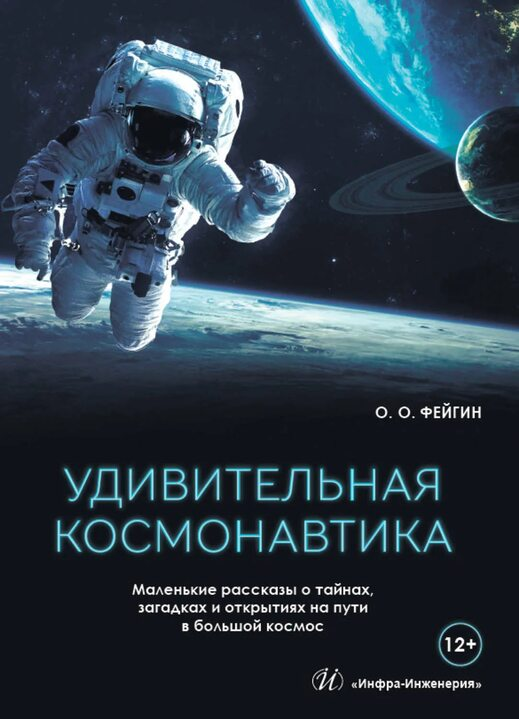 О. О. ФЕЙГИН
УДИВИТЕЛЬНАЯ
КОСМОНАВТИКА
Маленькие рассказы о тайнах,
загадках и открытиях на пути
в большой космос
12+
«Инфра-Инженерия»